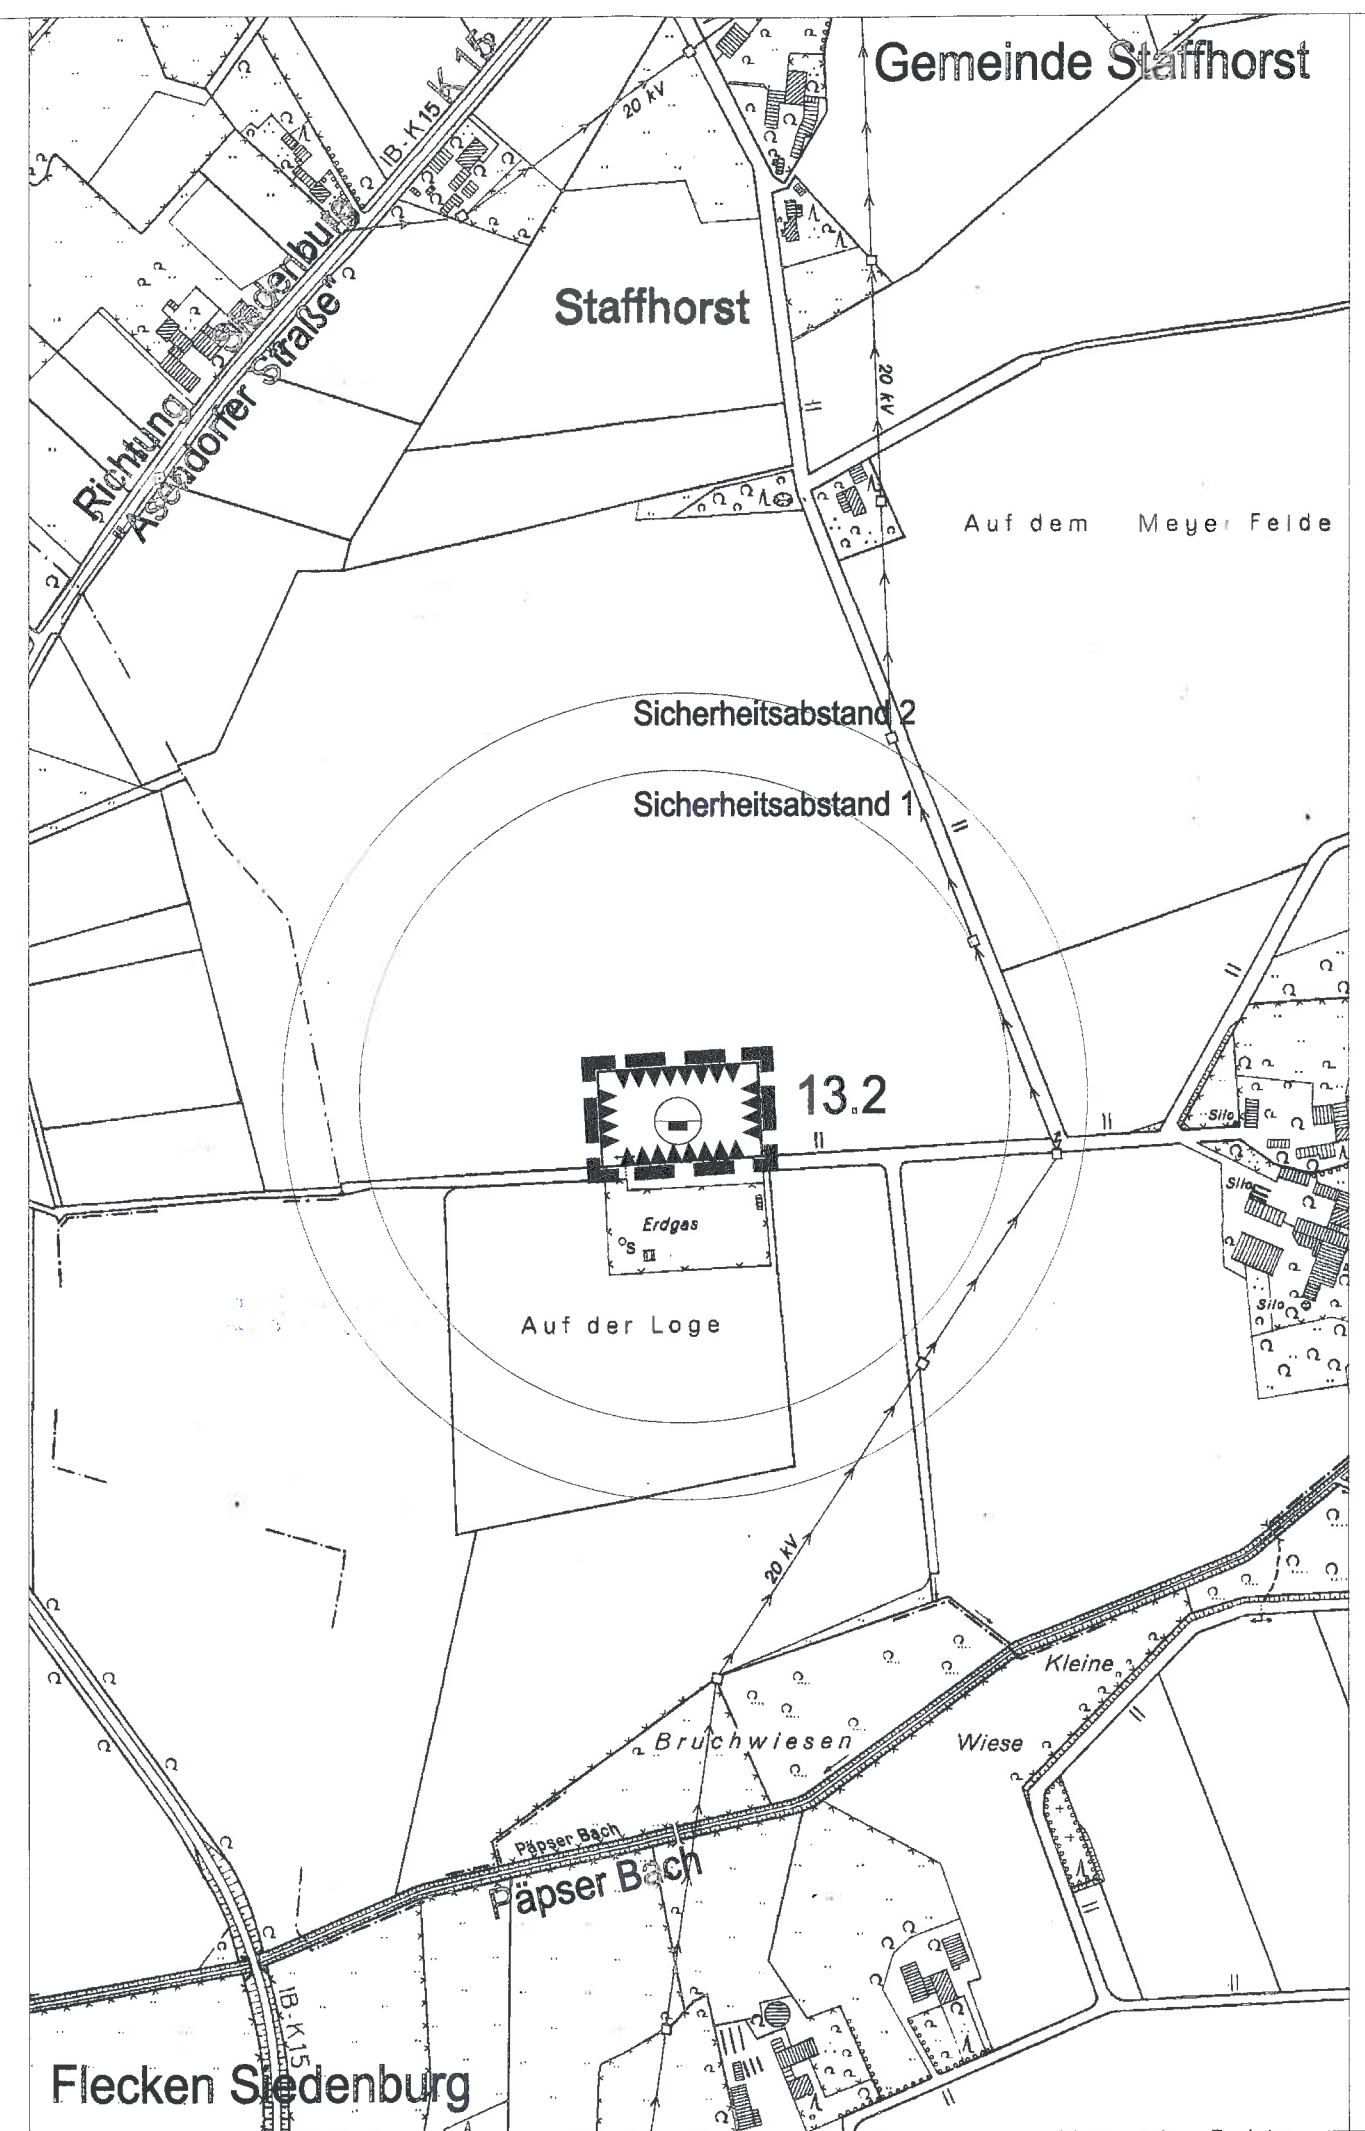 Gemeinde Staffhorst
K 15
IB.-K 15
20 kV
Staffhorst
Richtung Siedenburg
"Asendorfer Straße"
20 kV
Auf dem Meyer Felde
Sicherheitsabstand 2
Sicherheitsabstand 1
13.2
Silo
Silo
Erdgas
S
Silo
Auf der Loge
20 kV
Kleine
Wiese
Bruchwiesen
Päpser Bach
Päpser Bach
IB.-K15
Flecken Siedenburg